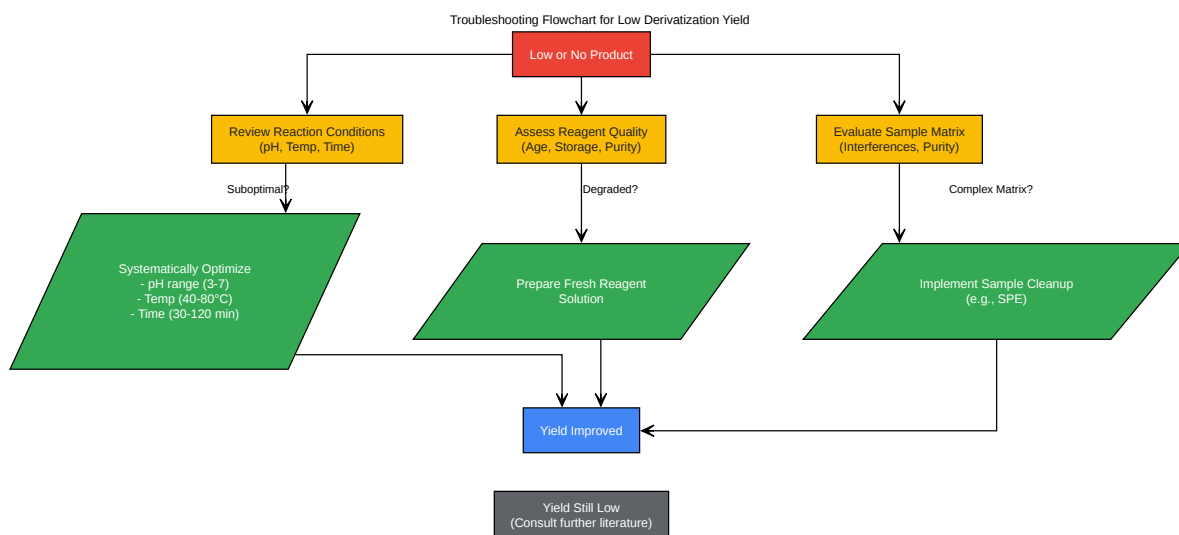 Troubleshooting Flowchart for Low Derivatization Yield
Low or No Product
Review Reaction Conditions
(pH, Temp, Time)
Assess Reagent Quality
(Age, Storage, Purity)
Evaluate Sample Matrix
(Interferences, Purity)
Suboptimal?
Degraded?
Complex Matrix?
Systematically Optimize
- pH range (3-7)
- Temp (40-80°C)
- Time (30-120 min)
Prepare Fresh Reagent
Solution
Implement Sample Cleanup
(e.g., SPE)
Yield Improved
Yield Still Low
(Consult further literature)